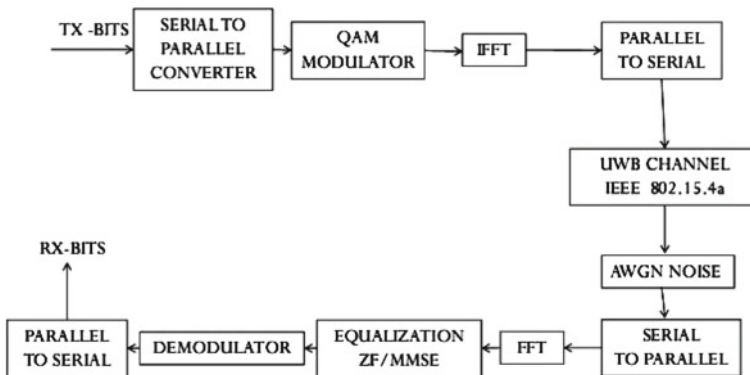 TX -BITS
SERIAL TO
PARALLEL
CONVERTER
QAM
MODULATOR
IFFT
PARALLEL
TO SERIAL
UWB CHANNEL
IEEE 802.15.4a
AWGN NOISE
SERIAL
TO PARALLEL
FFT
EQUALIZATION
ZF/MMSE
DEMODULATOR
PARALLEL
TO SERIAL
RX-BITS